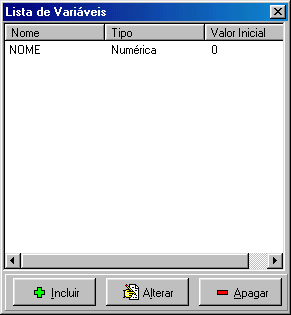 Lista de Variáveis
Nome Tipo Valor Inicial
NOME Numérica 0
Incluir Alterar Apagar